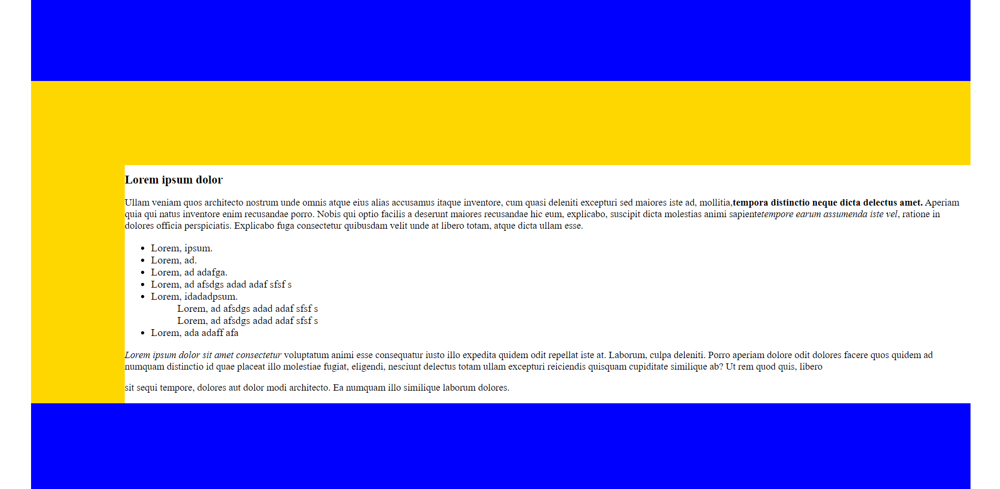 Lorem ipsum dolor
Ullam veniam quos architecto nostrum unde omnis atque eius alias accusamus itaque inventore, cum quasi deleniti excepturi sed maiores iste ad, mollitia,tempora distinctio neque dicta delectus amet. Aperiam
quia qui natus inventore enim recusandae porro. Nobis qui optio facilis a deserunt maiores recusandae hic eum, explicabo, suscipit dicta molestias animi sapientetempore earum assumenda iste vel, ratione in
dolores officia perspiciatis. Explicabo fuga consectetur quibusdam velit unde at libero totam, atque dicta ullam esse.
• Lorem, ipsum.
• Lorem, ad.
• Lorem, ad adafga.
• Lorem, ad afsdgs adad adaf sfsf s
• Lorem, idadadpsum.
Lorem, ad afsdgs adad adaf sfsf s
Lorem, ad afsdgs adad adaf sfsf s
• Lorem, ada adaff afa
Lorem ipsum dolor sit amet consectetur voluptatum animi esse consequatur iusto illo expedita quidem odit repellat iste at. Laborum, culpa deleniti. Porro aperiam dolore odit dolores facere quos quidem ad
numquam distinctio id quae placeat illo molestiae fugiat, eligendi, nesciunt delectus totam ullam excepturi reiciendis quisquam cupiditate similique ab? Ut rem quod quis, libero
sit sequi tempore, dolores aut dolor modi architecto. Ea numquam illo similique laborum dolores.